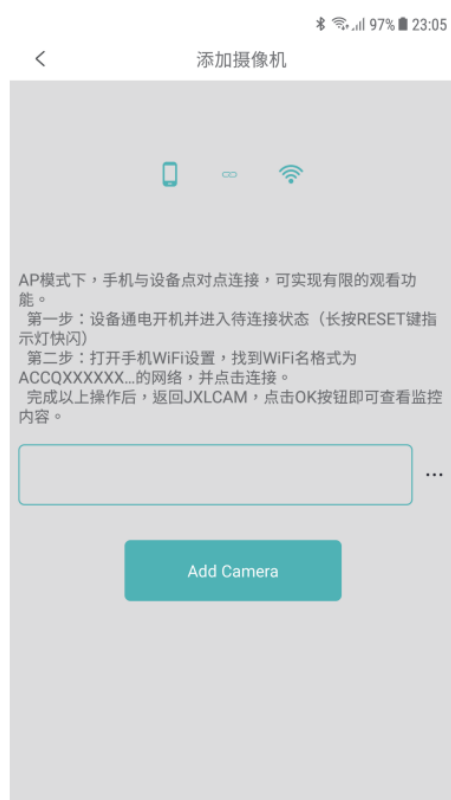 97% 23:05
添加摄像机
AP模式下，手机与设备点对点连接，可实现有限的观看功
能。
第一步：设备通电开机并进入待连接状态（长按RESET键指
示灯快闪）
第二步：打开手机WiFi设置，找到WiFi名格式为
ACCQXXXXXX...的网络，并点击连接。
完成以上操作后，返回JXLCAM，点击OK按钮即可查看监控
内容。
...
Add Camera